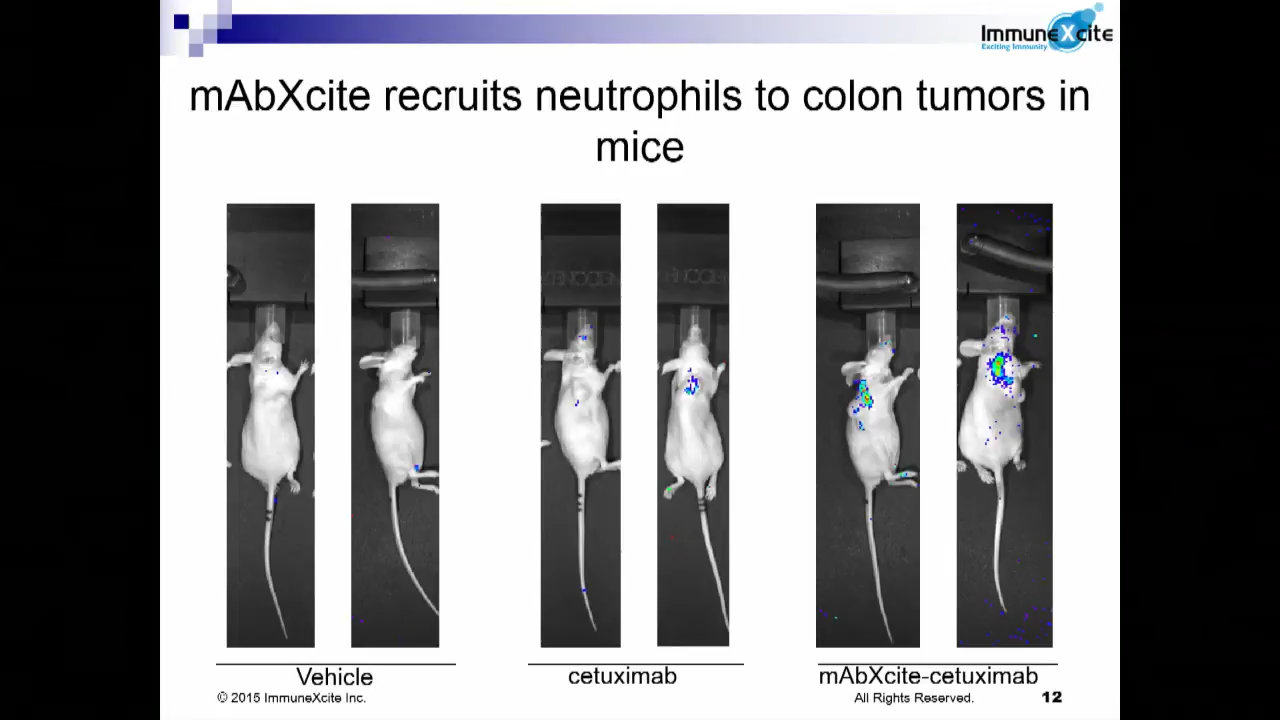 ImmuneXcite
Exciting Immunity
mAbXcite recruits neutrophils to colon tumors in
mice
Vehicle
cetuximab
mAbXcite-cetuximab
© 2015 ImmuneXcite Inc.
All Rights Reserved.
12